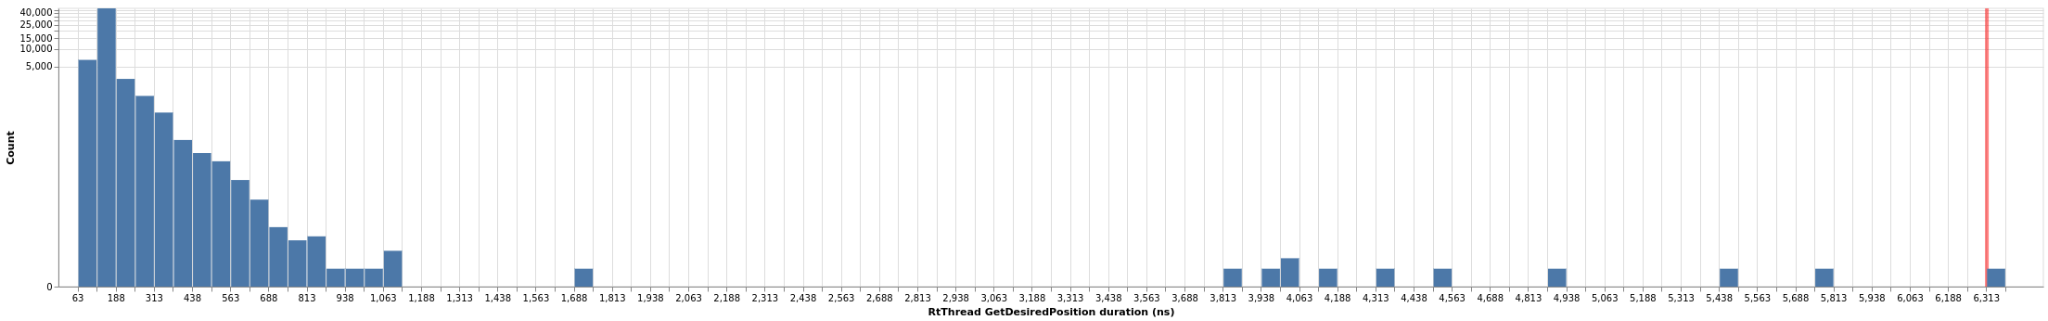 40,000
25,000
15,000
10,000
5,000
0
Count
63 188 313 438 563 688 813 938 1,063 1,188 1,313 1,438 1,563 1,688 1,813 1,938 2,063 2,188 2,313 2,438 2,563 2,688 2,813 2,938 3,063 3,188 3,313 3,438 3,563 3,688 3,813 3,938 4,063 4,188 4,313 4,438 4,563 4,688 4,813 4,938 5,063 5,188 5,313 5,438 5,563 5,688 5,813 5,938 6,063 6,188 6,313
RtThread GetDesiredPosition duration (ns)